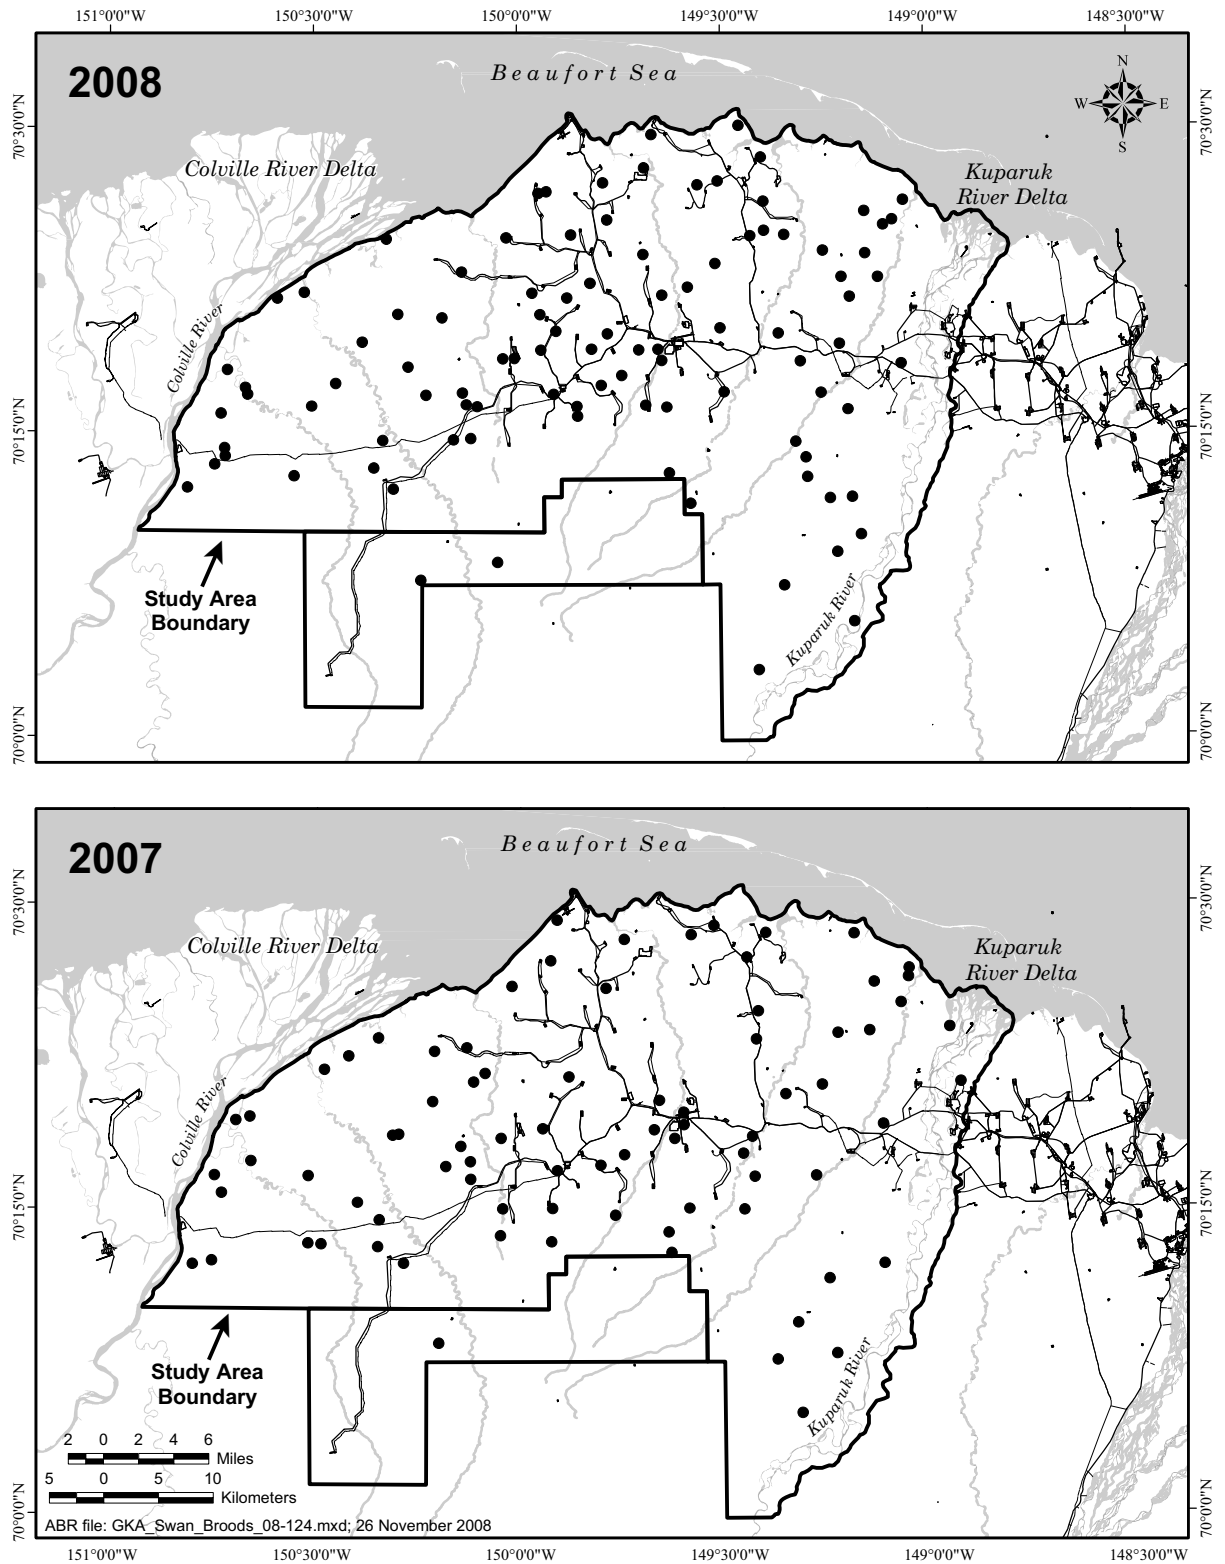 151°0'0"W 150°30'0"W 150°0'0"W 149°30'0"W 149°0'0"W 148°30'0"W
2008
Beaufort Sea
N
W E
S
70°30'0"N 70°30'0"N
Colville River Delta
Kuparuk
River Delta
Colville River
70°15'0"N 70°15'0"N
Study Area
Boundary
Kuparuk River
70°0'0"N 70°0'0"N
2007
Beaufort Sea
70°30'0"N 70°30'0"N
Colville River Delta
Kuparuk
River Delta
Colville River
70°15'0"N 70°15'0"N
Study Area
Boundary
Kuparuk River
2 0 2 4 6
Miles
5 0 5 10
Kilometers
70°0'0"N 70°0'0"N
ABR file: GKA_Swan_Broods_08-124.mxd; 26 November 2008
151°0'0"W 150°30'0"W 150°0'0"W 149°30'0"W 149°0'0"W 148°30'0"W